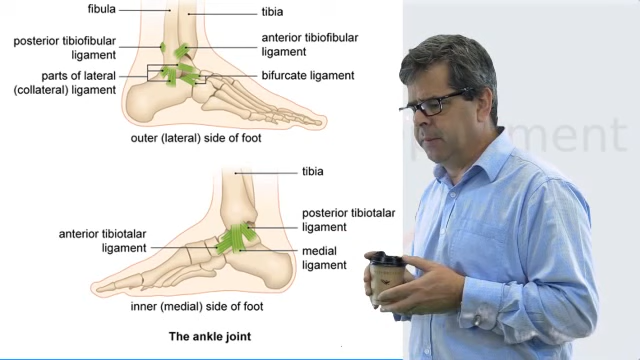 fibula
tibia
posterior tibiofibular
ligament
anterior tibiofibular
ligament
parts of lateral
(collateral) ligament
bifurcate ligament
outer (lateral) side of foot
tibia
posterior tibiotalar
ligament
anterior tibiotalar
ligament
medial
ligament
inner (medial) side of foot
The ankle joint